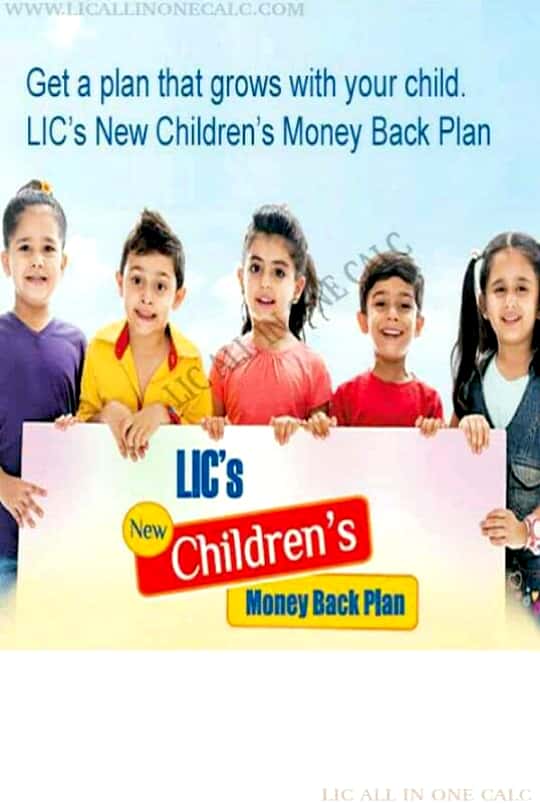 WWW.LICALLINONECALC.COM
Get a plan that grows with your child.
LIC's New Children's Money Back Plan
LIC ALL IN ONE CALC
LIC's
New
Children's
Money Back Plan
LIC ALL IN ONE CALC